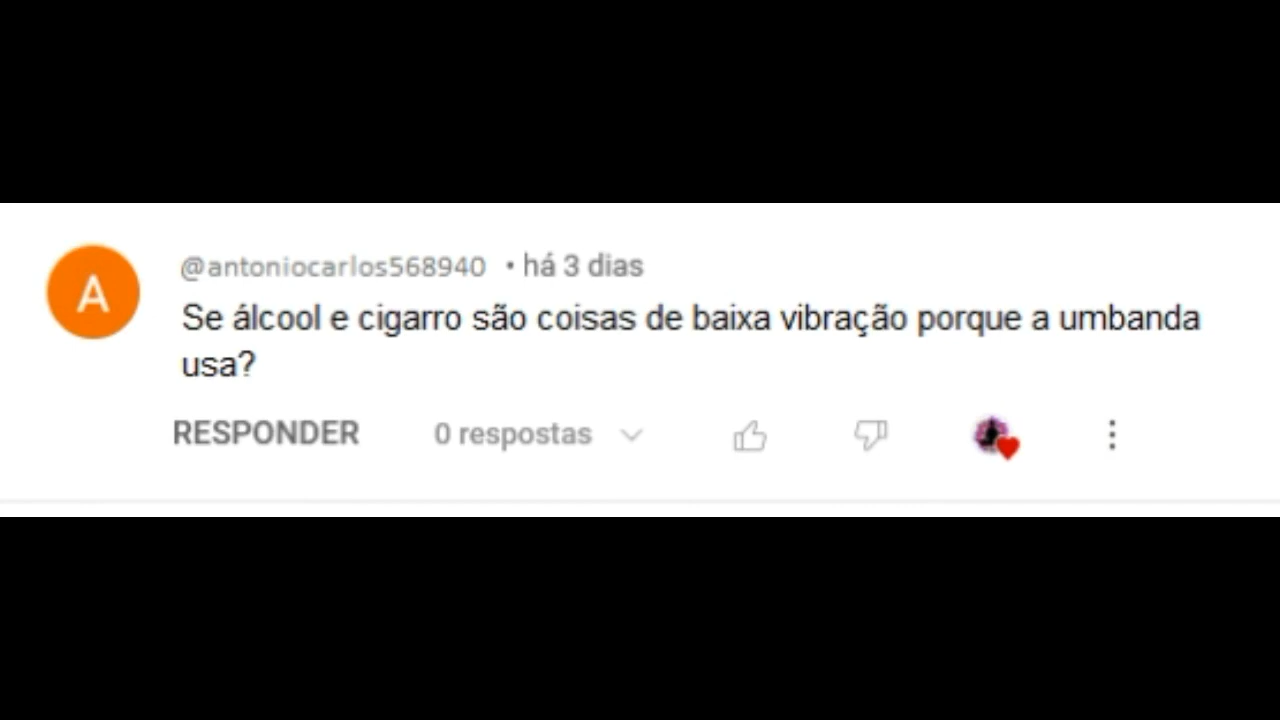 A
@antoniocarlos568940 • há 3 dias
Se álcool e cigarro são coisas de baixa vibração porque a umbanda
usa?
RESPONDER 0 respostas